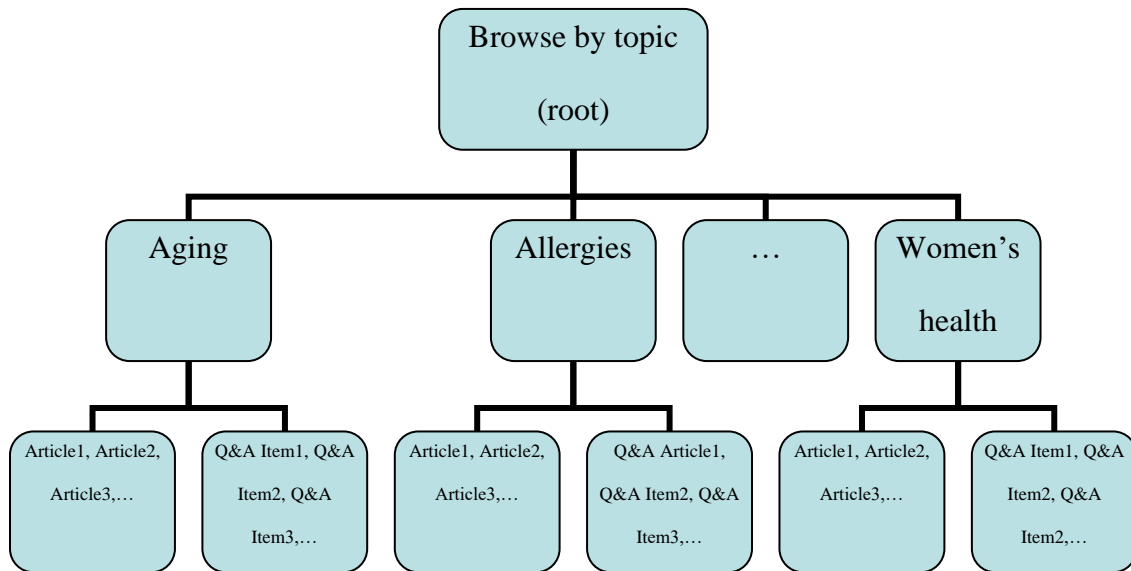 Browse by topic
(root)
Aging
Allergies
…
Women’s
health
Article1, Article2,
Article3,…
Q&A Item1, Q&A
Item2, Q&A
Item3,…
Article1, Article2,
Article3,…
Q&A Article1,
Q&A Item2, Q&A
Item3,…
Article1, Article2,
Article3,…
Q&A Item1, Q&A
Item2, Q&A
Item2,…